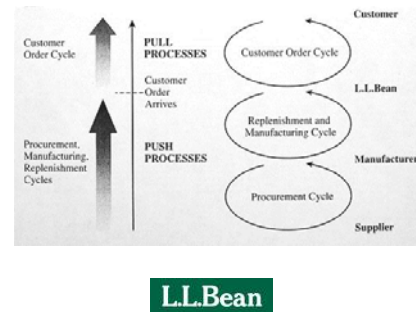 Customer
Order Cycle
PULL
PROCESSES
Customer
Order
Arrives
Procurement,
Manufacturing,
Replenishment
Cycles
PUSH
PROCESSES
Customer
Customer Order Cycle
L.L.Bean
Replenishment and
Manufacturing Cycle
Manufacturer
Procurement Cycle
Supplier
L.L.Bean